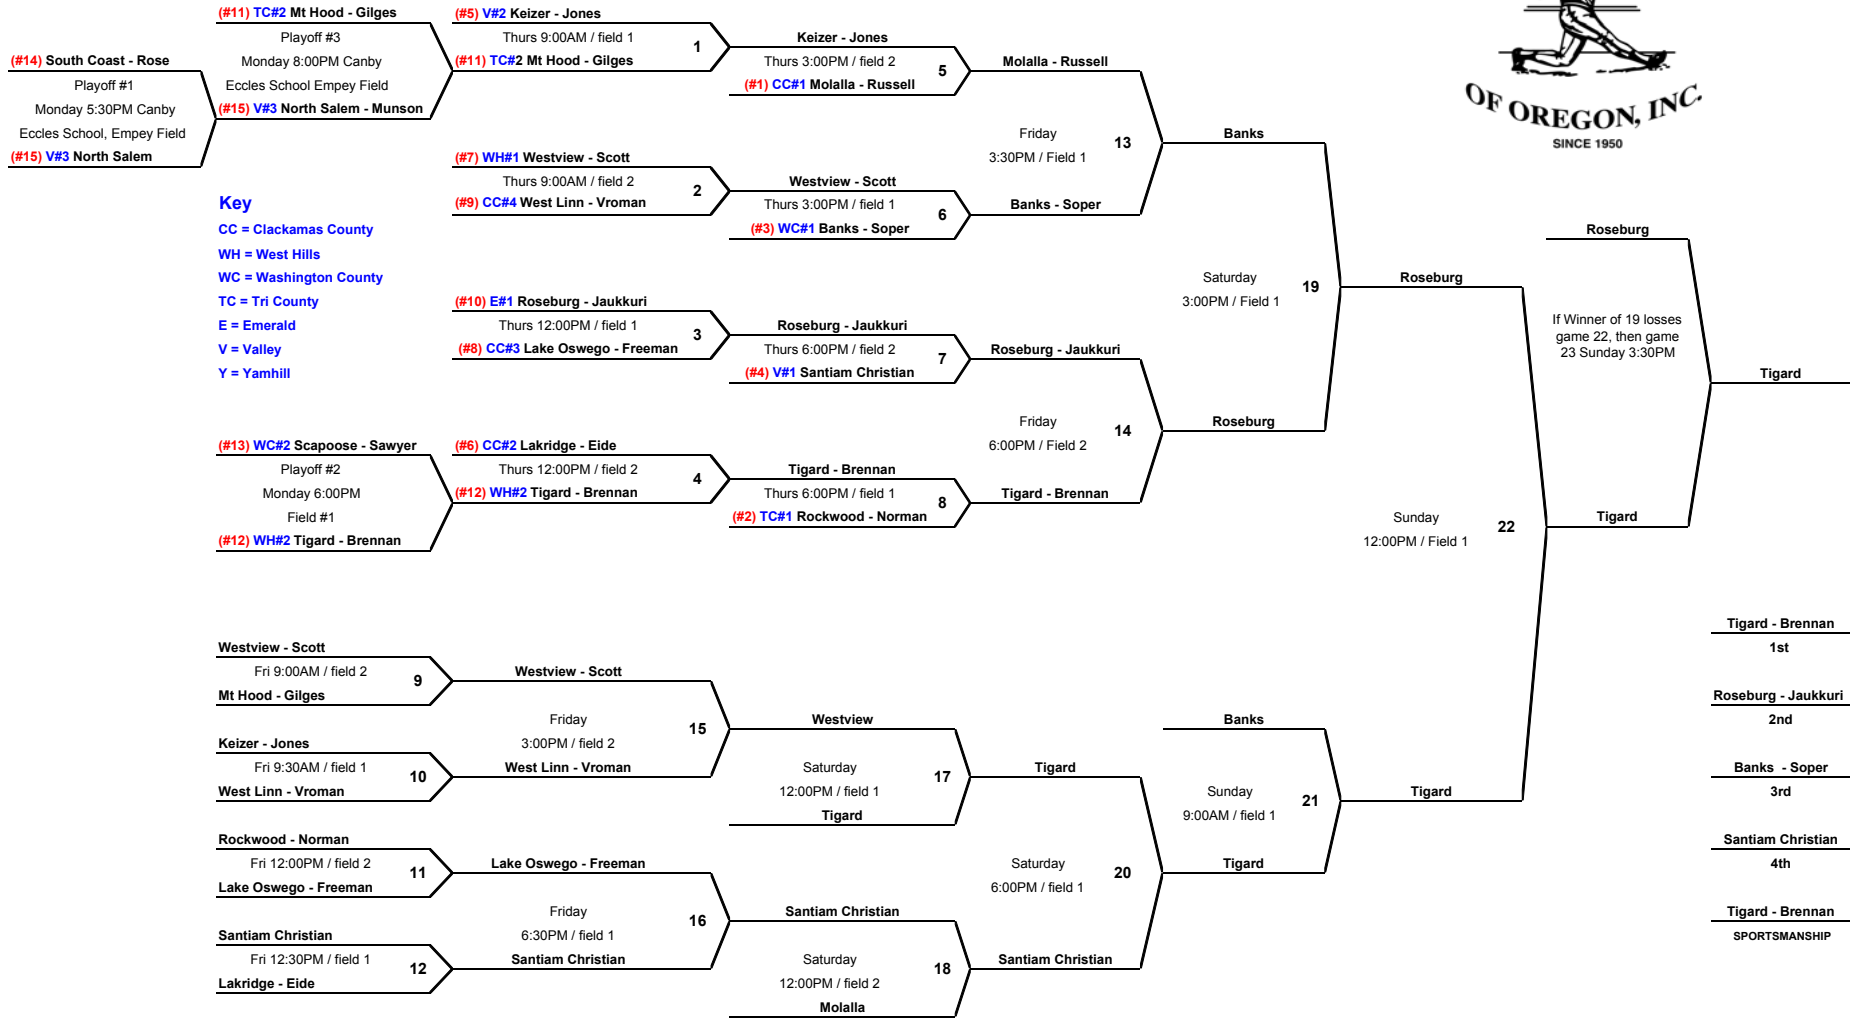 (#11) TC#2 Mt Hood - Gilges
Playoff #3
Monday 8:00PM Canby
Eccles School Empey Field
(#15) V#3 North Salem - Munson
(#14) South Coast - Rose
Playoff #1
Monday 5:30PM Canby
Eccles School, Empey Field
(#15) V#3 North Salem
(#5) V#2 Keizer - Jones
Thurs 9:00AM / field 1
1
(#11) TC#2 Mt Hood - Gilges
Keizer - Jones
Thurs 3:00PM / field 2
5
(#1) CC#1 Molalla - Russell
Molalla - Russell
Friday
3:30PM / Field 1
13
Banks - Soper
Banks
OF OREGON, INC.
SINCE 1950
(#7) WH#1 Westview - Scott
Thurs 9:00AM / field 2
2
(#9) CC#4 West Linn - Vroman
Westview - Scott
Thurs 3:00PM / field 1
6
(#3) WC#1 Banks - Soper
Key
CC = Clackamas County
WH = West Hills
WC = Washington County
TC = Tri County
E = Emerald
V = Valley
Y = Yamhill
(#10) E#1 Roseburg - Jaukkuri
Thurs 12:00PM / field 1
3
(#8) CC#3 Lake Oswego - Freeman
Roseburg - Jaukkuri
Thurs 6:00PM / field 2
7
(#4) V#1 Santiam Christian
Roseburg - Jaukkuri
Friday
6:00PM / Field 2
14
Tigard - Brennan
Roseburg
Saturday
3:00PM / Field 1
19
Roseburg
Roseburg
If Winner of 19 losses
game 22, then game
23 Sunday 3:30PM
Tigard
(#13) WC#2 Scapoose - Sawyer
Playoff #2
Monday 6:00PM
Field #1
(#12) WH#2 Tigard - Brennan
(#6) CC#2 Lakridge - Eide
Thurs 12:00PM / field 2
4
(#12) WH#2 Tigard - Brennan
Tigard - Brennan
Thurs 6:00PM / field 1
8
(#2) TC#1 Rockwood - Norman
Sunday
12:00PM / Field 1
22
Tigard
Westview - Scott
Fri 9:00AM / field 2
9
Mt Hood - Gilges
Westview - Scott
Friday
3:00PM / field 2
15
West Linn - Vroman
Keizer - Jones
Fri 9:30AM / field 1
10
West Linn - Vroman
Westview
Saturday
12:00PM / field 1
17
Tigard
Tigard
Rockwood - Norman
Fri 12:00PM / field 2
11
Lake Oswego - Freeman
Lake Oswego - Freeman
Friday
6:30PM / field 1
16
Santiam Christian
Santiam Christian
Fri 12:30PM / field 1
12
Lakridge - Eide
Santiam Christian
Saturday
12:00PM / field 2
18
Molalla
Saturday
6:00PM / field 1
20
Santiam Christian
Banks
Sunday
9:00AM / field 1
21
Tigard
Tigard
Tigard - Brennan
1st
Roseburg - Jaukkuri
2nd
Banks - Soper
3rd
Santiam Christian
4th
Tigard - Brennan
SPORTSMANSHIP